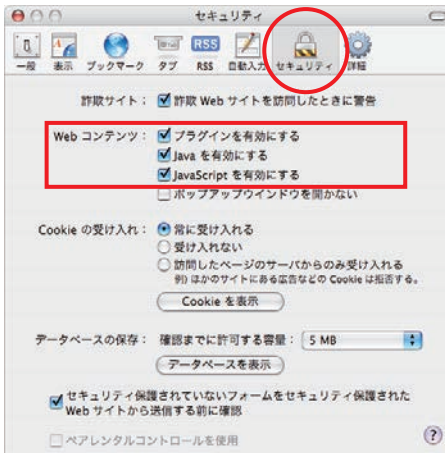 セキュリティ
RSS
一般 表示 ブックマーク タブ RSS 自動入力 セキュリティ 詳細
詐欺サイト： 詐欺 Web サイトを訪問したときに警告
Web コンテンツ： プラグインを有効にする
Java を有効にする
JavaScript を有効にする
ポップアップウインドウを開かない
Cookie の受け入れ： 常に受け入れる
受け入れない
訪問したページのサーバからのみ受け入れる
例) ほかのサイトにある広告などの Cookie は拒否する。
Cookie を表示
データベースの保存： 確認までに許可する容量： 5 MB
データベースを表示
セキュリティ保護されていないフォームをセキュリティ保護された
Web サイトから送信する前に確認
ペアレンタルコントロールを使用
?